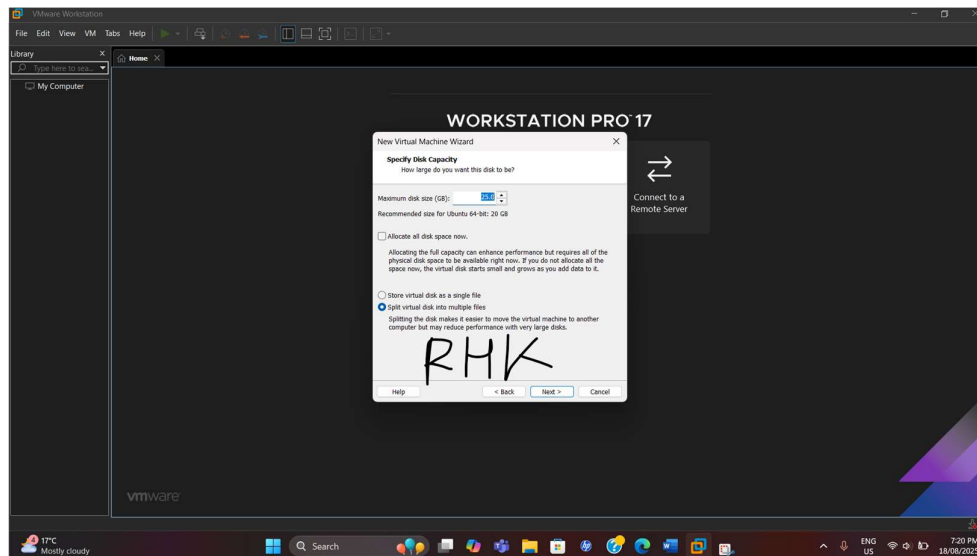 VMware Workstation
File Edit View VM Tabs Help
Library X
Home X
Type here to sea...
My Computer
WORKSTATION PRO™ 17
New Virtual Machine Wizard
Specify Disk Capacity
How large do you want this disk to be?
Maximum disk size (GB): 25.0
Recommended size for Ubuntu 64-bit: 20 GB
Allocate all disk space now.
Allocating the full capacity can enhance performance but requires all of the
physical disk space to be available right now. If you do not allocate all the
space now, the virtual disk starts small and grows as you add data to it.
Store virtual disk as a single file
Split virtual disk into multiple files
Splitting the disk makes it easier to move the virtual machine to another
computer but may reduce performance with very large disks.
RHK
Help < Back Next > Cancel
Connect to a
Remote Server
vmware
4 17°C
Mostly cloudy
Search
ENG
US
7:20 PM